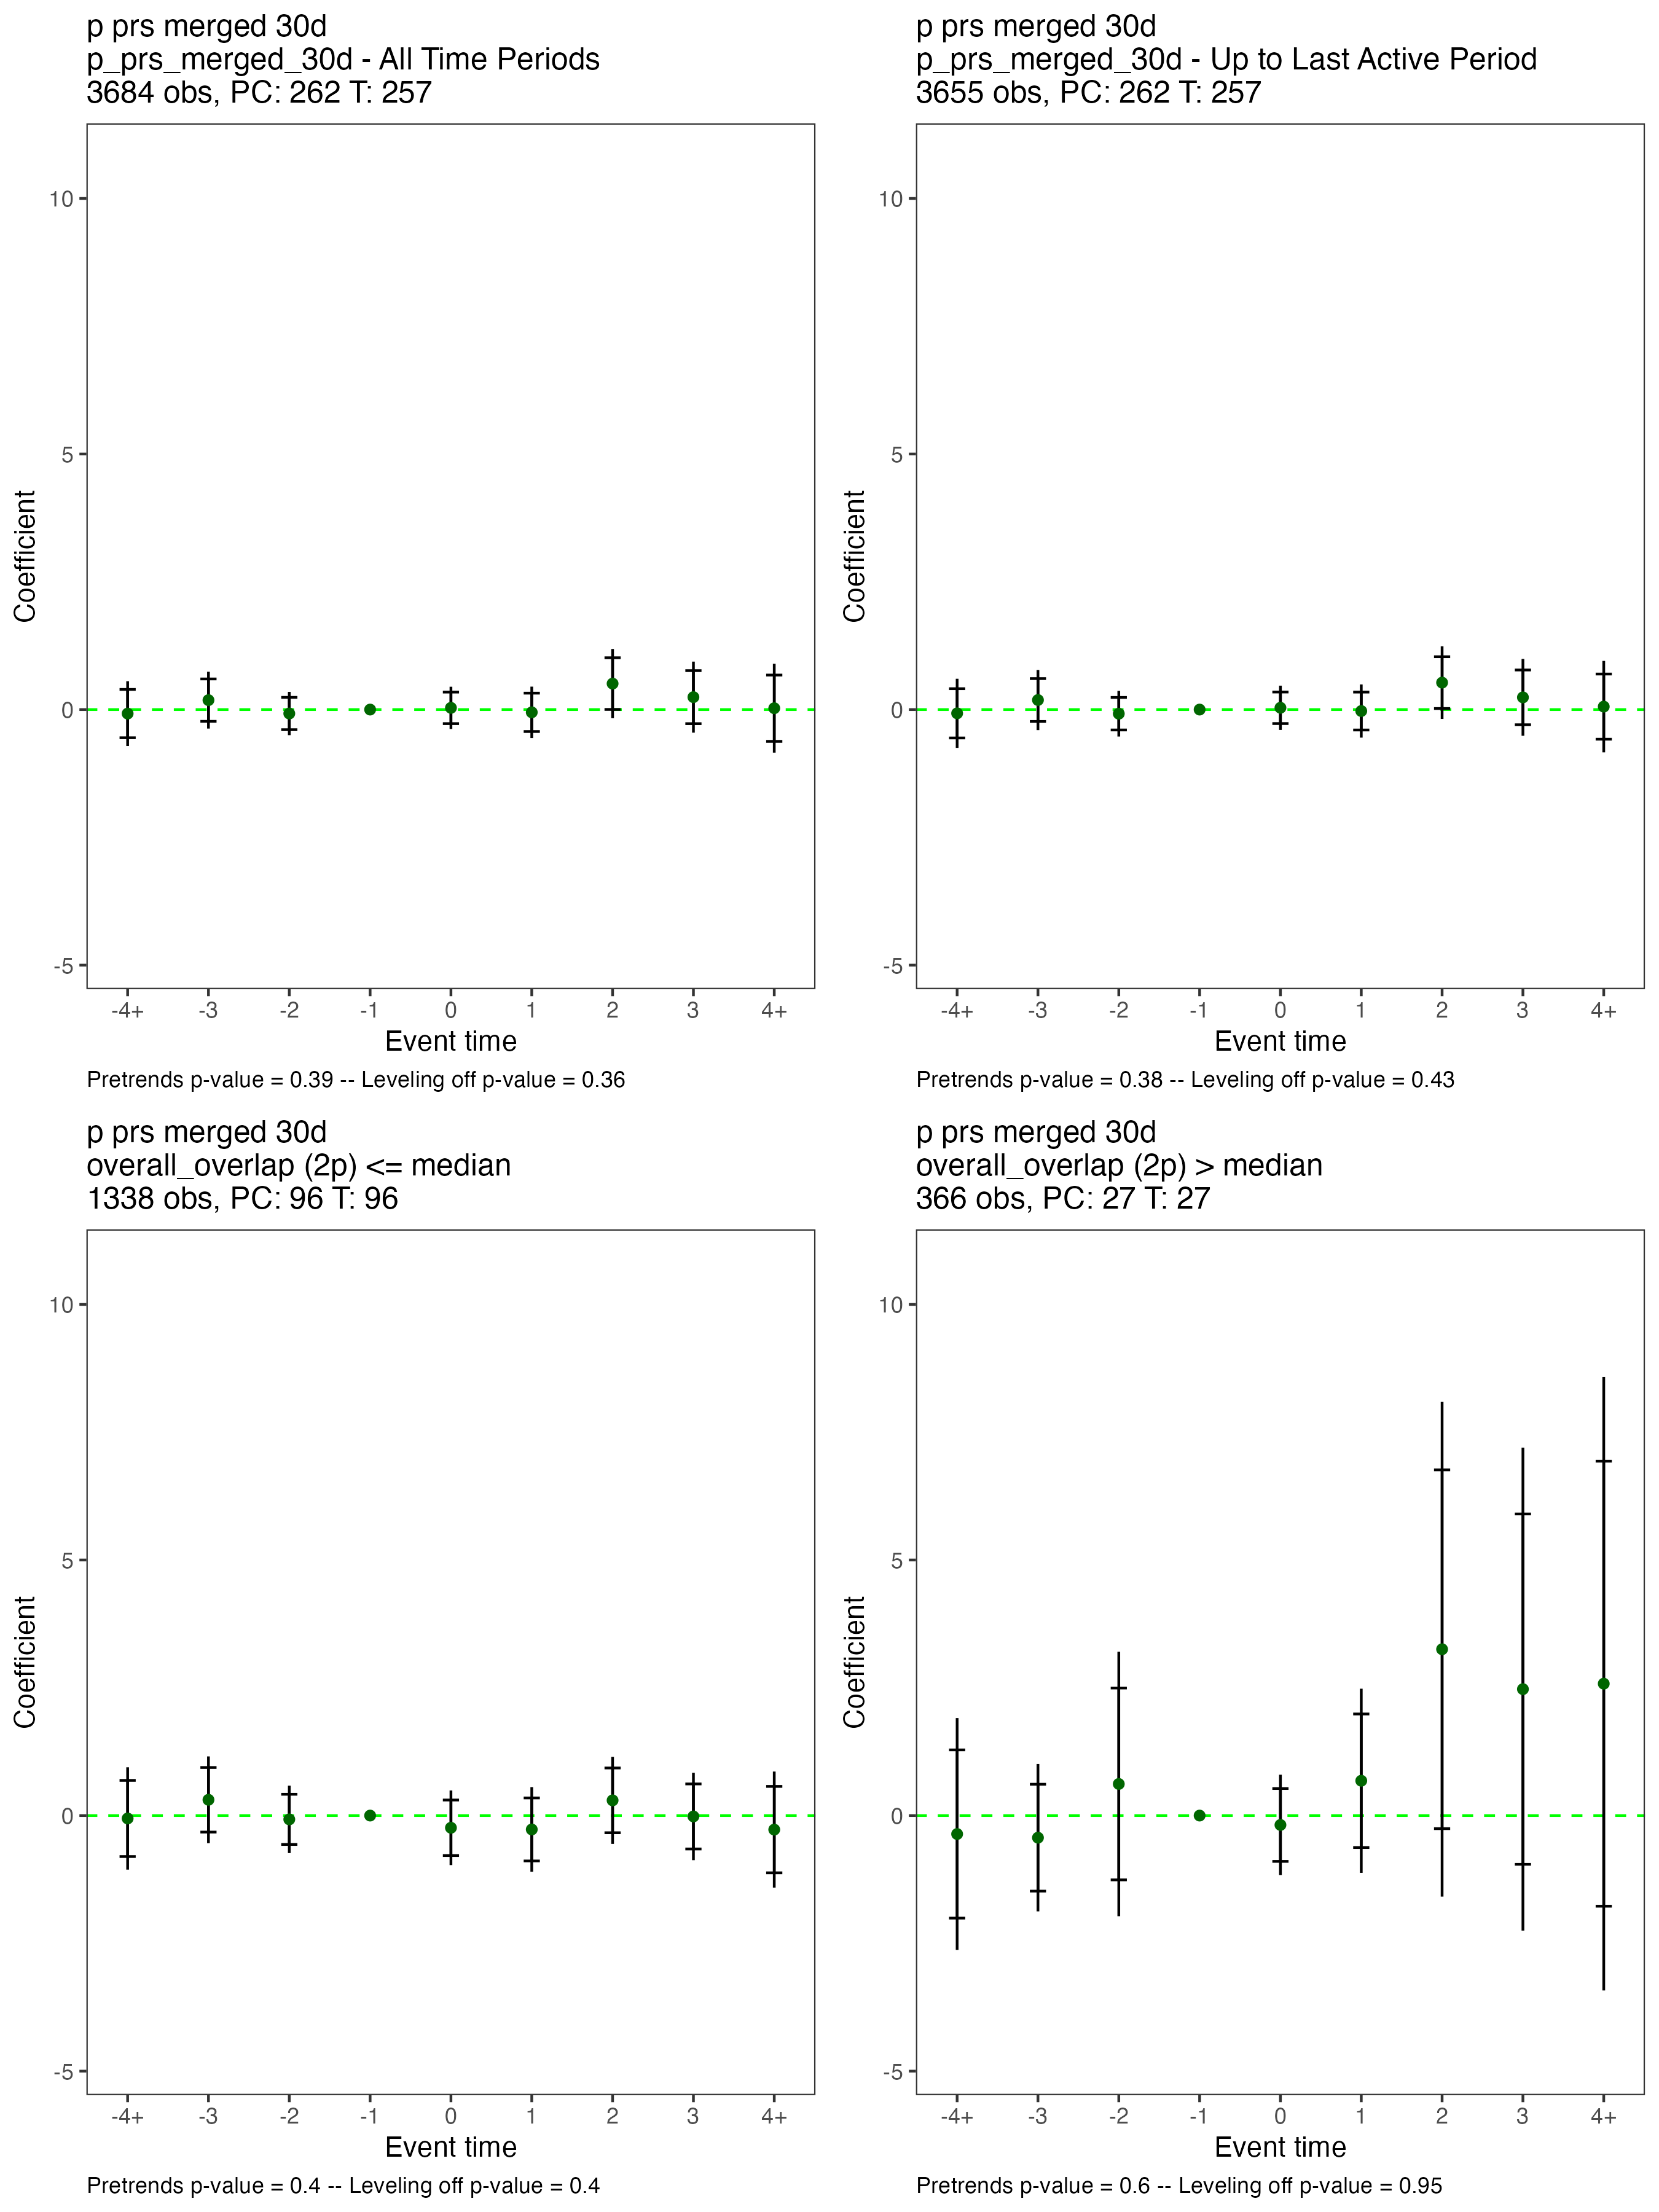 p prs merged 30d
p_prs_merged_30d - All Time Periods
3684 obs, PC: 262 T: 257
10
5
0
-5
Coefficient
-4+ -3 -2 -1 0 1 2 3 4+
Event time
Pretrends p-value = 0.39 -- Leveling off p-value = 0.36
p prs merged 30d
p_prs_merged_30d - Up to Last Active Period
3655 obs, PC: 262 T: 257
10
5
0
-5
Coefficient
-4+ -3 -2 -1 0 1 2 3 4+
Event time
Pretrends p-value = 0.38 -- Leveling off p-value = 0.43
p prs merged 30d
overall_overlap (2p) <= median
1338 obs, PC: 96 T: 96
10
5
0
-5
Coefficient
-4+ -3 -2 -1 0 1 2 3 4+
Event time
Pretrends p-value = 0.4 -- Leveling off p-value = 0.4
p prs merged 30d
overall_overlap (2p) > median
366 obs, PC: 27 T: 27
10
5
0
-5
Coefficient
-4+ -3 -2 -1 0 1 2 3 4+
Event time
Pretrends p-value = 0.6 -- Leveling off p-value = 0.95